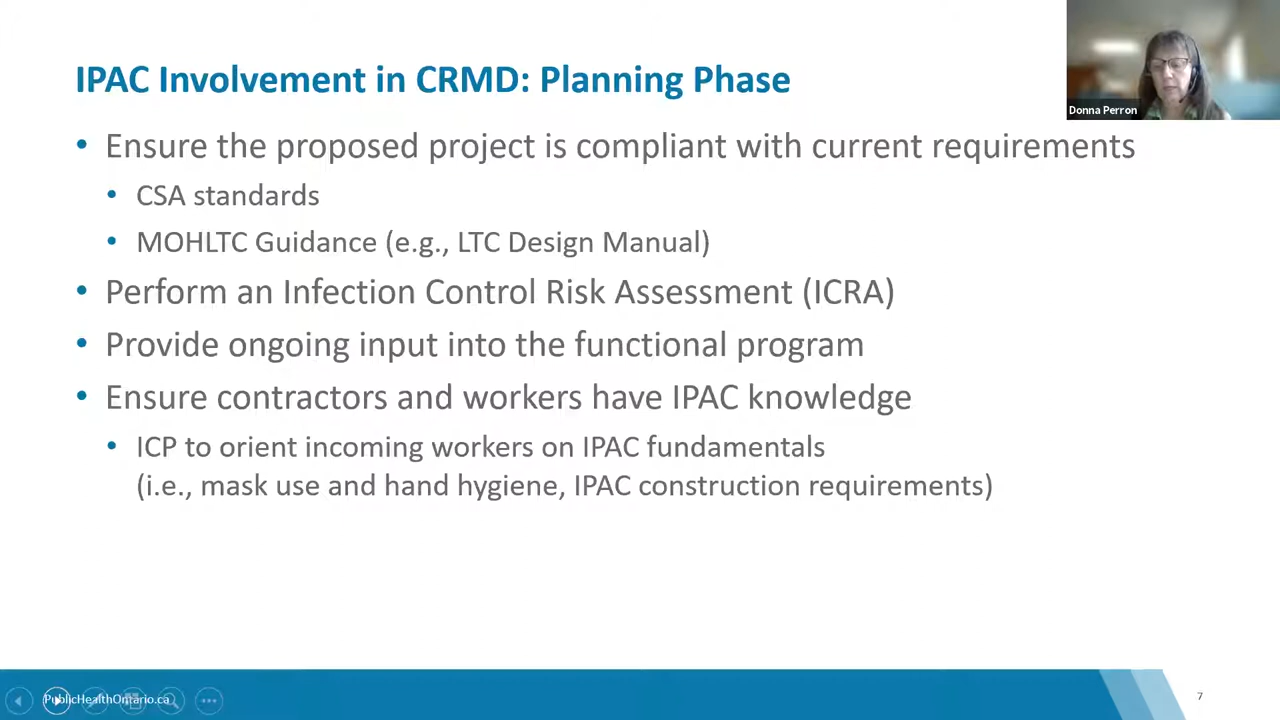 IPAC Involvement in CRMD: Planning Phase
Donna Perron
• Ensure the proposed project is compliant with current requirements
• CSA standards
• MOHLTC Guidance (e.g., LTC Design Manual)
• Perform an Infection Control Risk Assessment (ICRA)
• Provide ongoing input into the functional program
• Ensure contractors and workers have IPAC knowledge
• ICP to orient incoming workers on IPAC fundamentals
(i.e., mask use and hand hygiene, IPAC construction requirements)
PublicHealthOntario.ca
7